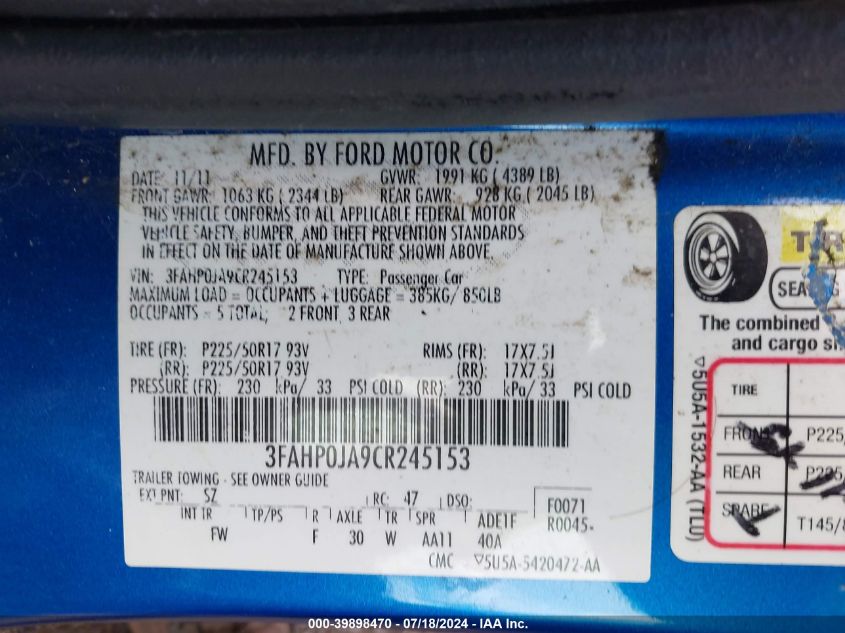 MFD. BY FORD MOTOR CO.
DATE: 11/11 GVWR: 1991 KG ( 4389 LB)
FRONT GAWR: 1063 KG ( 2344 LB) REAR GAWR: 928 KG ( 2045 LB)
THIS VEHICLE CONFORMS TO ALL APPLICABLE FEDERAL MOTOR
VEHICLE SAFETY, BUMPER, AND THEFT PREVENTION STANDARDS
IN EFFECT ON THE DATE OF MANUFACTURE SHOWN ABOVE.
VIN: 3FAHP0JA9CR245153 TYPE: Passenger Car
MAXIMUM LOAD = OCCUPANTS + LUGGAGE = 385KG/ 850LB
OCCUPANTS = 5 TOTAL; 2 FRONT, 3 REAR
TIRE (FR): P225/50R17 93V RIMS (FR): 17X7.5J
(RR): P225/50R17 93V (RR): 17X7.5J
PRESSURE (FR): 230 kPa/ 33 PSI COLD (RR): 230 kPa/ 33 PSI COLD
3FAHP0JA9CR245153
TRAILER TOWING - SEE OWNER GUIDE
EXT PNT: SZ RC: 47 DSO: F0071
INT TR TP/PS R AXLE TR SPR ADE1F R0045-
FW F 30 W AA11 40A
CMC ▽5U5A-5420472-AA
The combined
and cargo
▽5U5A-1532-AA (TLU)
TIRE
FRONT P225/
REAR
SPARE T145/8
000-39898470 - 07/18/2024 - IAA Inc.